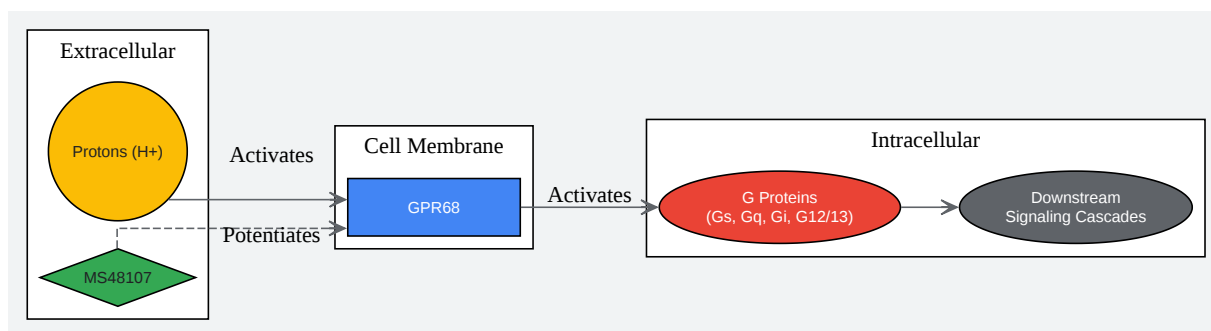 Extracellular
Protons (H+)
MS48107
Activates
Potentiates
Cell Membrane
GPR68
Activates
Intracellular
G Proteins
(Gs, Gq, Gi, G12/13)
Downstream
Signaling Cascades